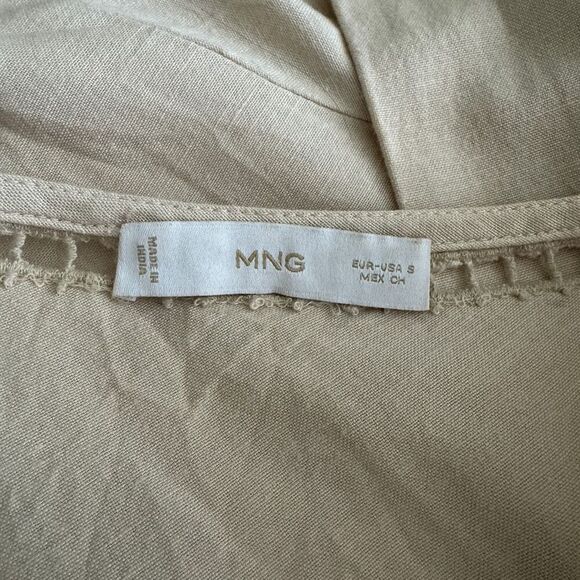 MADE IN
INDIA
MNG
EUR-USA S
MEX CH